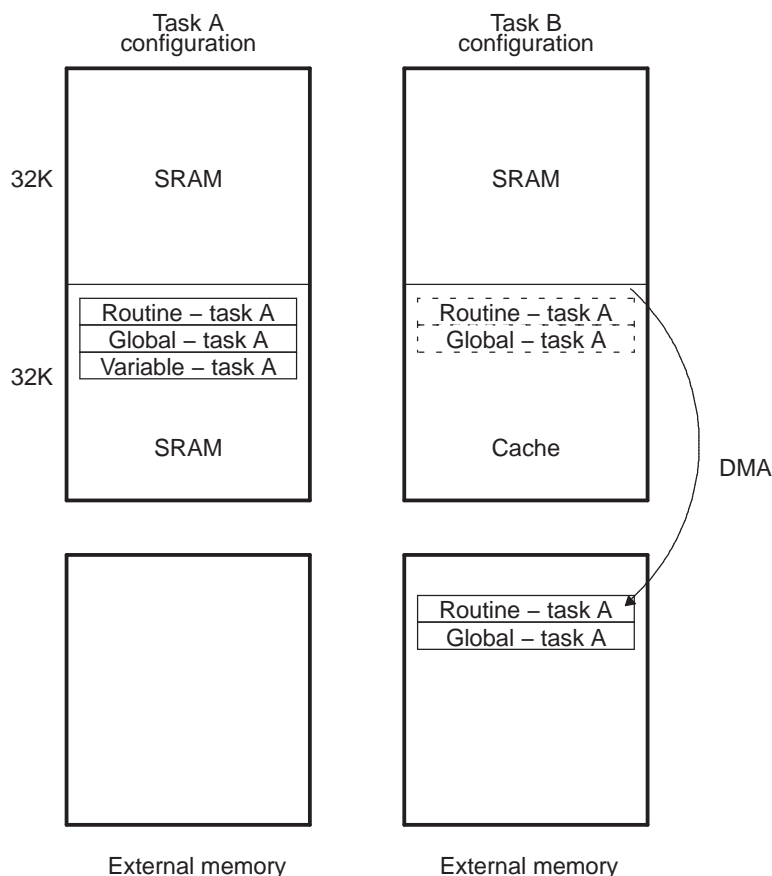 Task A
configuration
Task B
configuration
32K
SRAM
SRAM
Routine – task A
Global – task A
Variable – task A
Routine – task A
Global – task A
32K
SRAM
Cache
DMA
Routine – task A
Global – task A
External memory
External memory